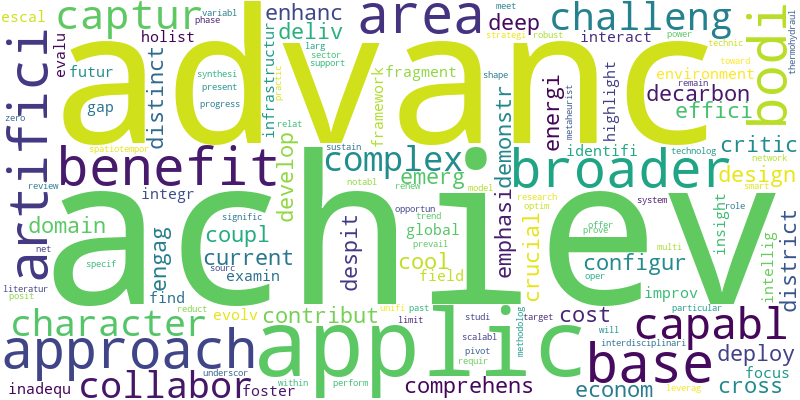 escal
phase
variabl
captur
enhanc
area
meet
deep
challeng
bodi
artifici
evalu
holist
deliv
larg
sector
support
interact
strategi
robust
power
technic
toward
thermohydraul
advanc
distinct
futur
gap
synthesi
present
progress
infrastructur
practic
fragment
framework
shape
demonstr
energi
metaheurist
highlight
environment
remain
decarbon
effici
zero
spatiotempor
relat
benefit
integr
develop
sustain
complex
emerg
notabl
renew
model
emphasi
broader
identifi
technolog
network
critic
design
smart
review
domain
engag
coupl
signific
opportun
trend
global
prevail
crucial
research
optim
offer
prove
system
role
insight
intellig
district
net
literatur
posit
specif
current
examin
find
sourc
despit
cool
field
achiev
configur
oper
multi
improv
reduct
evolv
contribut
unifi
past
limit
methodolog
target
cost
will
particular
character
approach
applic
studi
scalabl
pivot
requir
interdisciplinari
capabl
base
deploy
inadequ
underscor
collabor
foster
within
perform
comprehens
econom
leverag
cross
focus